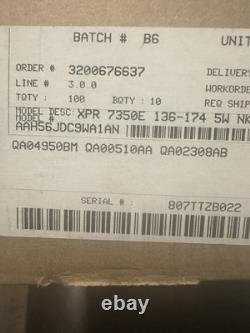 BATCH # B6 UNIT
ORDER # 3200676637 DELIVER
LINE # 3.0.0 WORKORDE
TQTY : 100 BQTY : 10 REQ SHIP
MODEL DESC: XPR 7350E 136-174 5W NK
MODEL #:
AAH56JDC9WA1AN
QA04950BM QA00510AA QA02308AB
SERIAL # : 807TTZB022